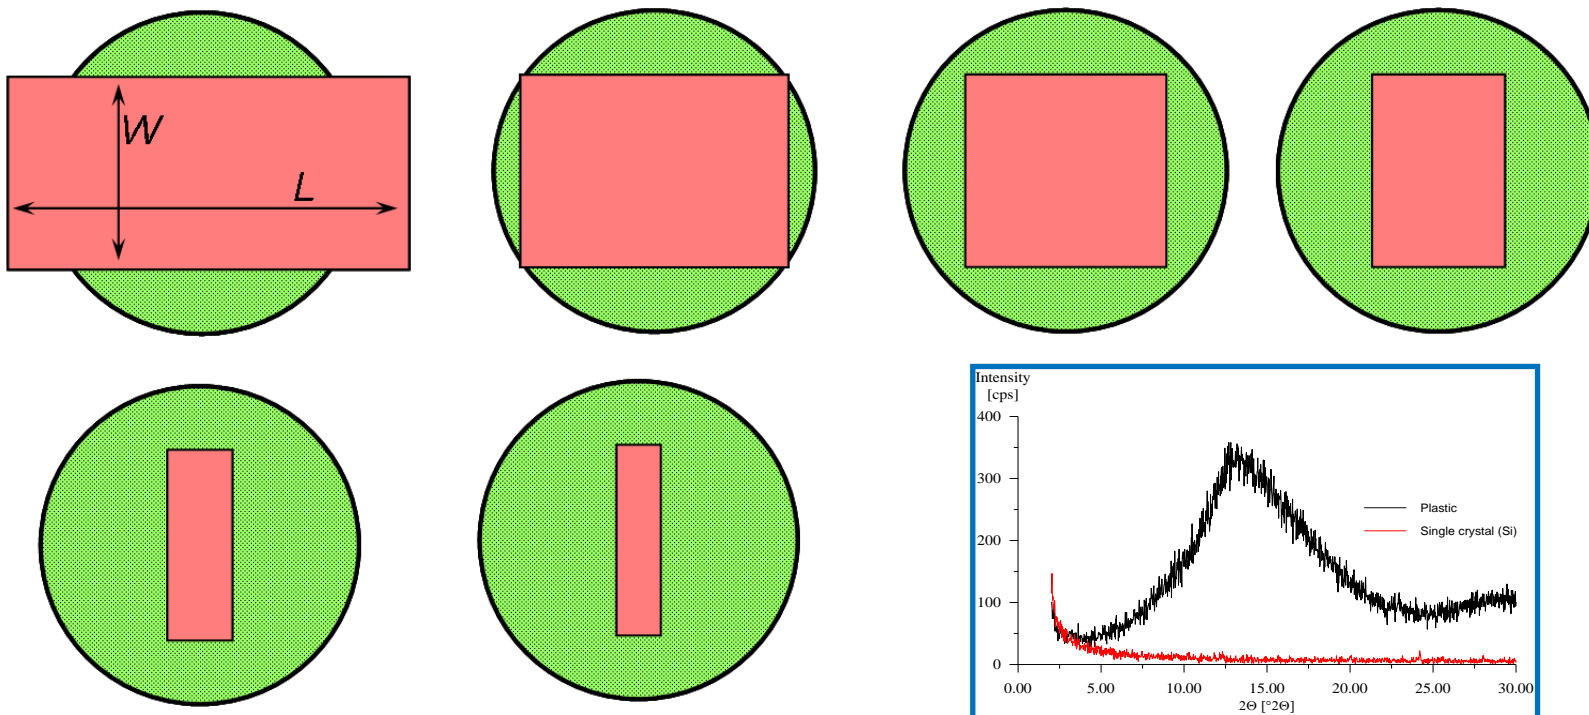 W
L
Intensity
[cps]
400
300
200
100
0
Plastic
Single crystal (Si)
0.00 5.00 10.00 15.00 20.00 25.00 30.00
2Θ [°2Θ]